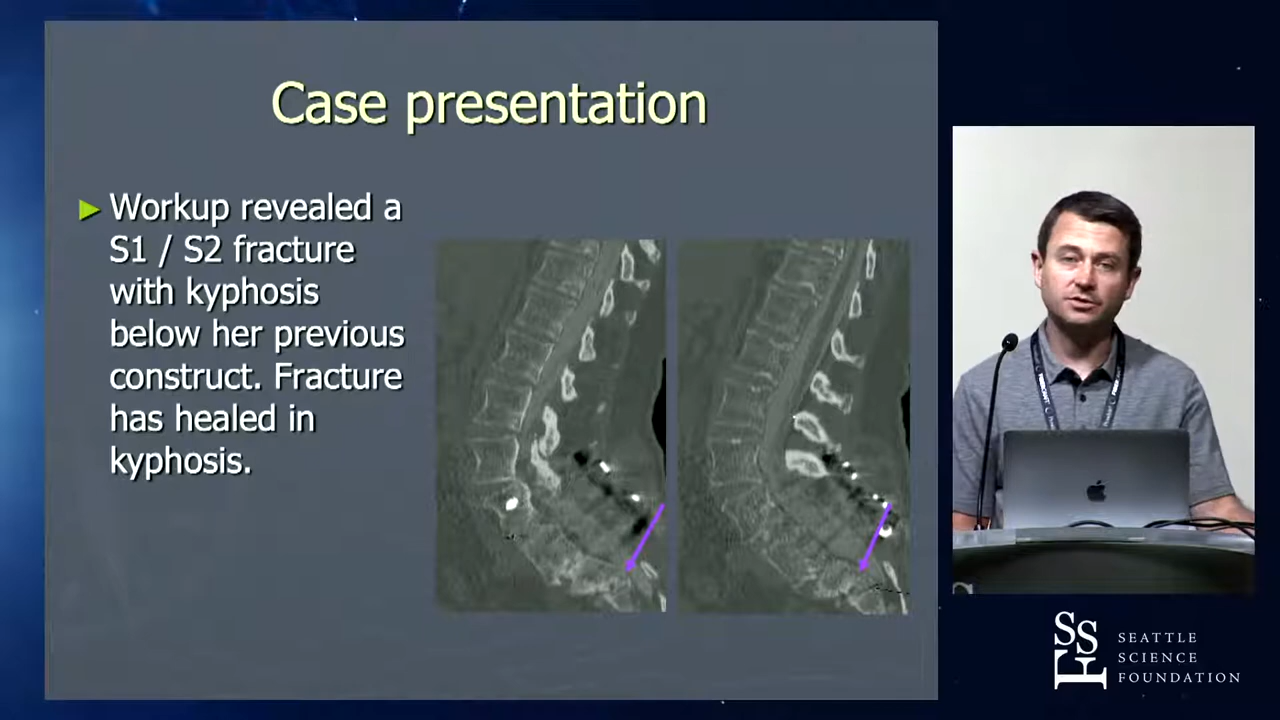 Case presentation
Workup revealed a
S1 / S2 fracture
with kyphosis
below her previous
construct. Fracture
has healed in
kyphosis.
SSF
SEATTLE
SCIENCE
FOUNDATION